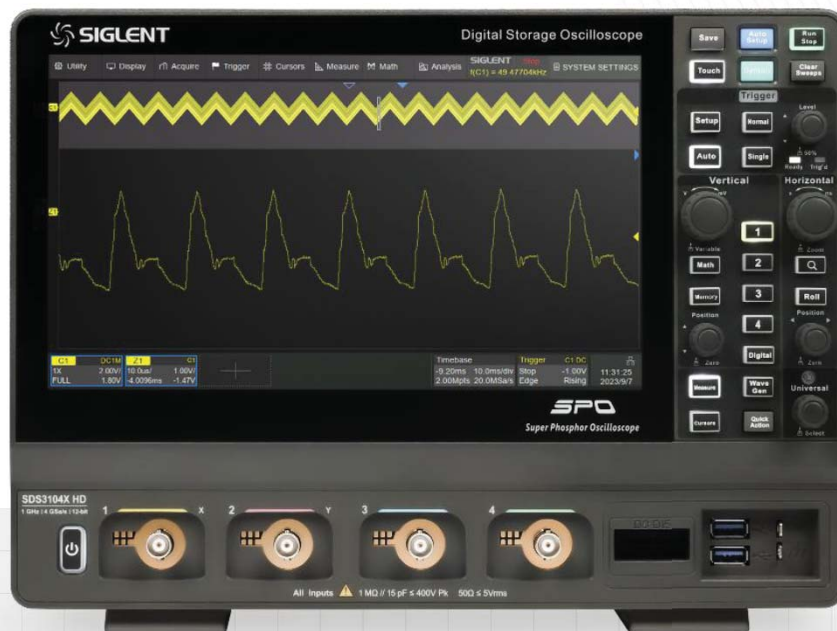 SIGLENT
Digital Storage Oscilloscope
Utility Display Acquire Trigger Cursors Measure Math Analysis
SIGLENT Stop
f(C1) = 49.47704kHz
SYSTEM SETTINGS
C1
Z1
C1 DC1M
1X 2.00V/
FULL 1.80V
Z1 C1
10.0us/ 1.00V/
-4.0096ms -1.47V
Timebase
-9.20ms 10.0ms/div
2.00Mpts 20.0MSa/s
Trigger C1 DC
Stop -1.00V
Edge Rising
11:31:25
2023/9/7
SPO
Super Phosphor Oscilloscope
Save
Auto Setup
Run Stop
Touch
Clear Sweeps
Trigger
Setup
Normal
Level
Auto
Single
50%
Ready Trig'd
Vertical
Horizontal
V mV
Variable
1
Zoom
Math
2
Memory
3
Roll
Position
4
Position
Zero
Digital
Zero
Measure
Wave Gen
Universal
Cursors
Quick Action
Select
SDS3104X HD
1 GHz | 4 GSa/s | 12-bit
1 X
2 Y
3
4
All Inputs 1 MΩ // 15 pF ≤ 400V Pk 50Ω ≤ 5Vrms